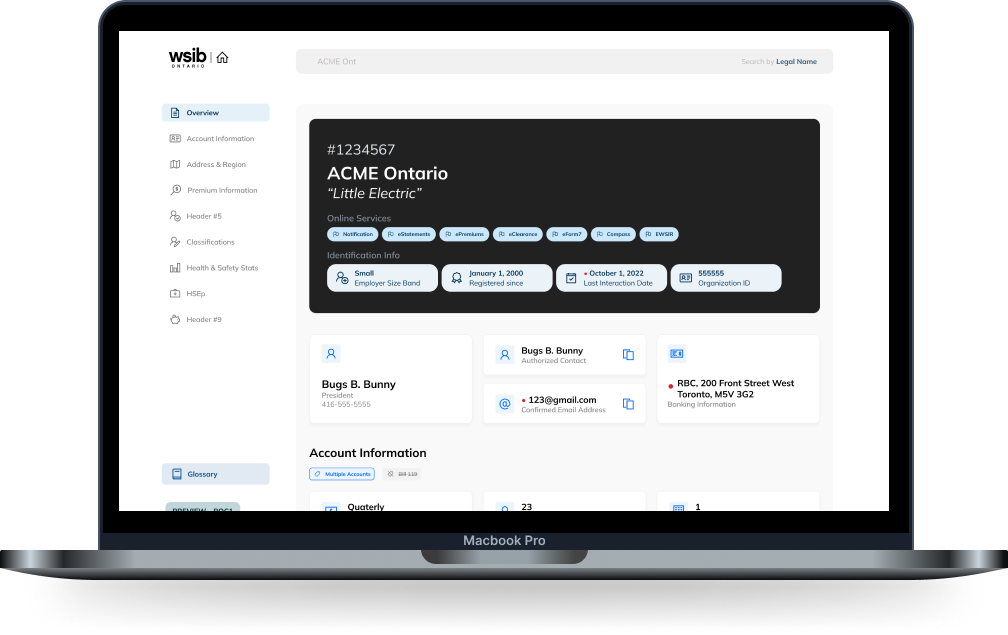 wsib
ONTARIO
ACME Ont
Search by Legal Name
Overview
Account Information
Address & Region
Premium Information
Header #5
Classifications
Health & Safety Stats
HSEp
Header #9
Glossary
PREVIEW - POC1
#1234567
ACME Ontario
“Little Electric”
Online Services
Notification
eStatements
ePremiums
eClearance
eForm7
Compass
EWSIR
Identification Info
Small
Employer Size Band
January 1, 2000
Registered since
October 1, 2022
Last Interaction Date
555555
Organization ID
Bugs B. Bunny
President
416-555-5555
Bugs B. Bunny
Authorized Contact
123@gmail.com
Confirmed Email Address
RBC, 200 Front Street West
Toronto, M5V 3G2
Banking Information
Account Information
Multiple Accounts
Bill 119
Quaterly
23
1
Macbook Pro